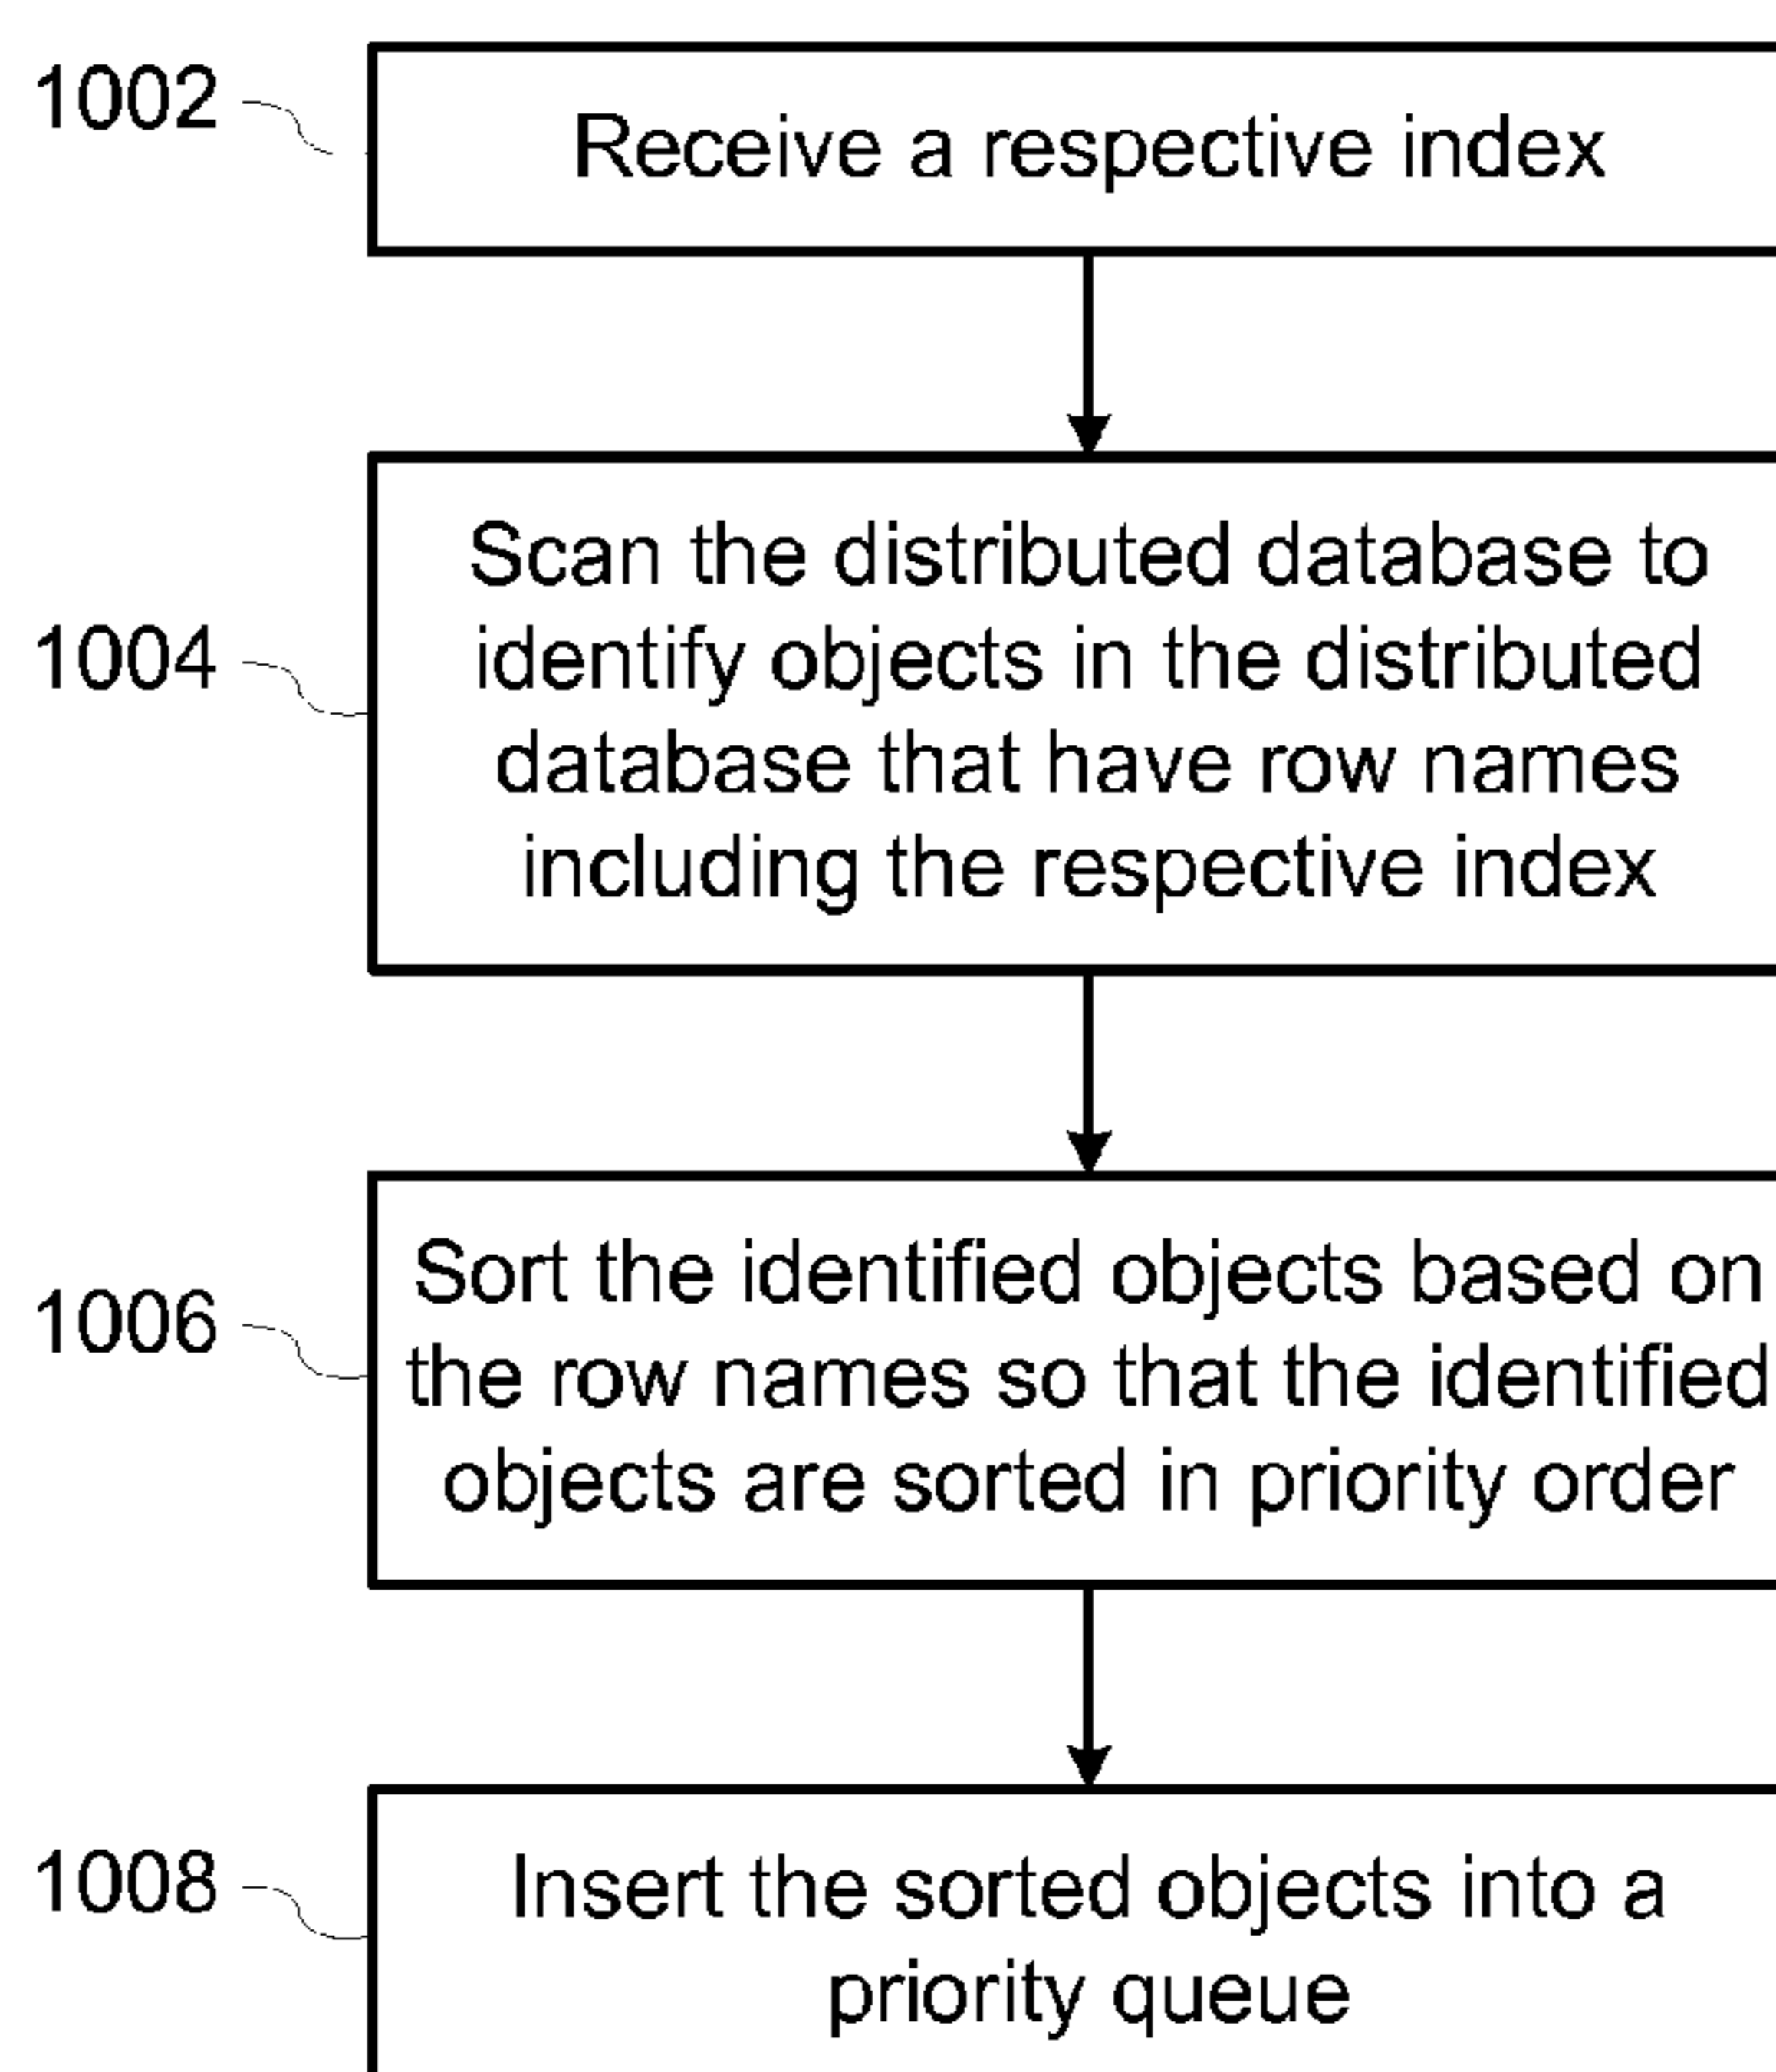 1002
Receive a respective index
1004
Scan the distributed database to
identify objects in the distributed
database that have row names
including the respective index
1006
Sort the identified objects based on
the row names so that the identified
objects are sorted in priority order
1008
Insert the sorted objects into a
priority queue